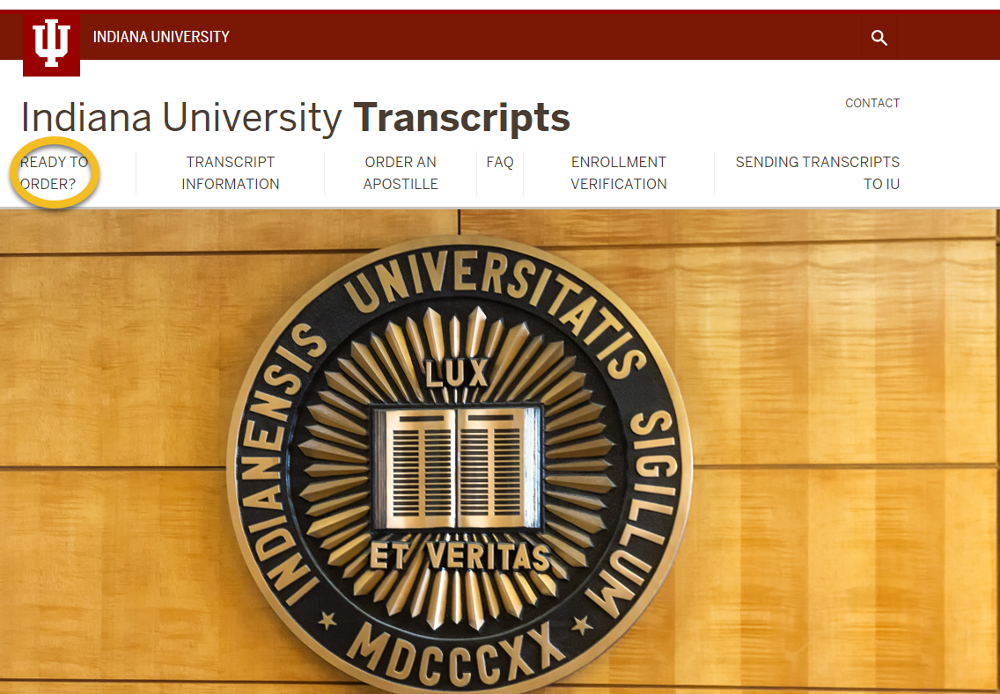 INDIANA UNIVERSITY
CONTACT
Indiana University Transcripts
READY TO
ORDER?
TRANSCRIPT
INFORMATION
ORDER AN
APOSTILLE
FAQ
ENROLLMENT
VERIFICATION
SENDING TRANSCRIPTS
TO IU
INDIANENSIS UNIVERSITATIS SIGILLUM
LUX
ET VERITAS
MDCCCXX